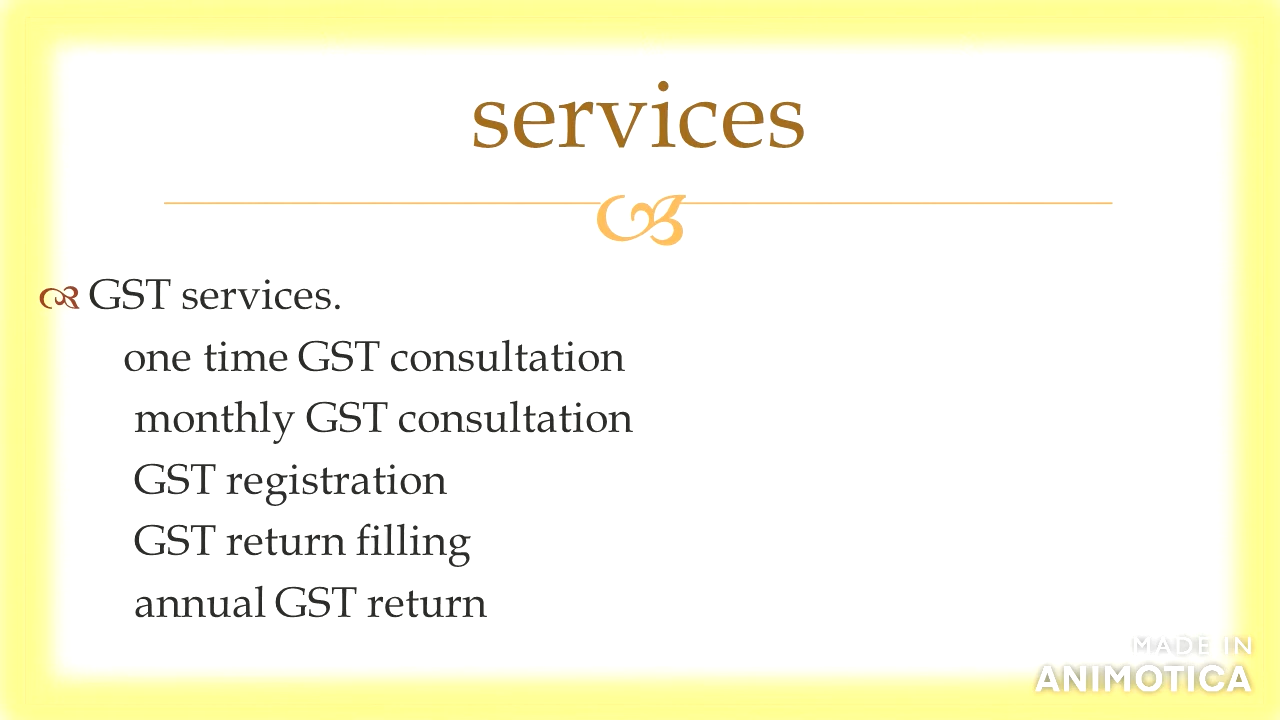 services
GST services.
one time GST consultation
monthly GST consultation
GST registration
GST return filling
annual GST return
MADE IN
ANIMOTICA